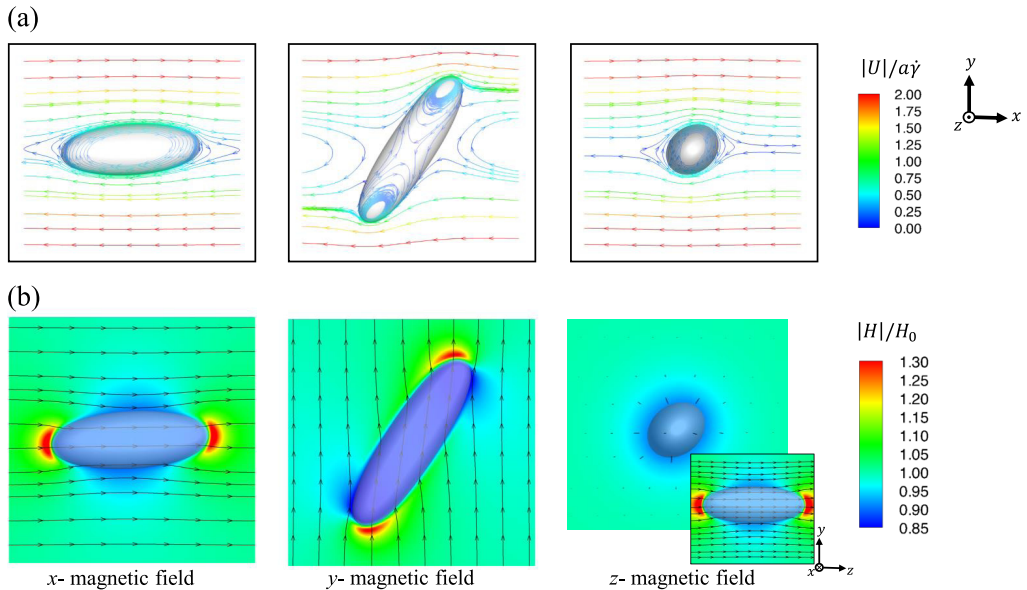 (a)
|U|/aγ̇
2.00
1.75
1.50
1.25
1.00
0.75
0.50
0.25
0.00
y
z x
(b)
|H|/H₀
1.30
1.25
1.20
1.15
1.10
1.05
1.00
0.95
0.90
0.85
y
x z
x- magnetic field y- magnetic field z- magnetic field